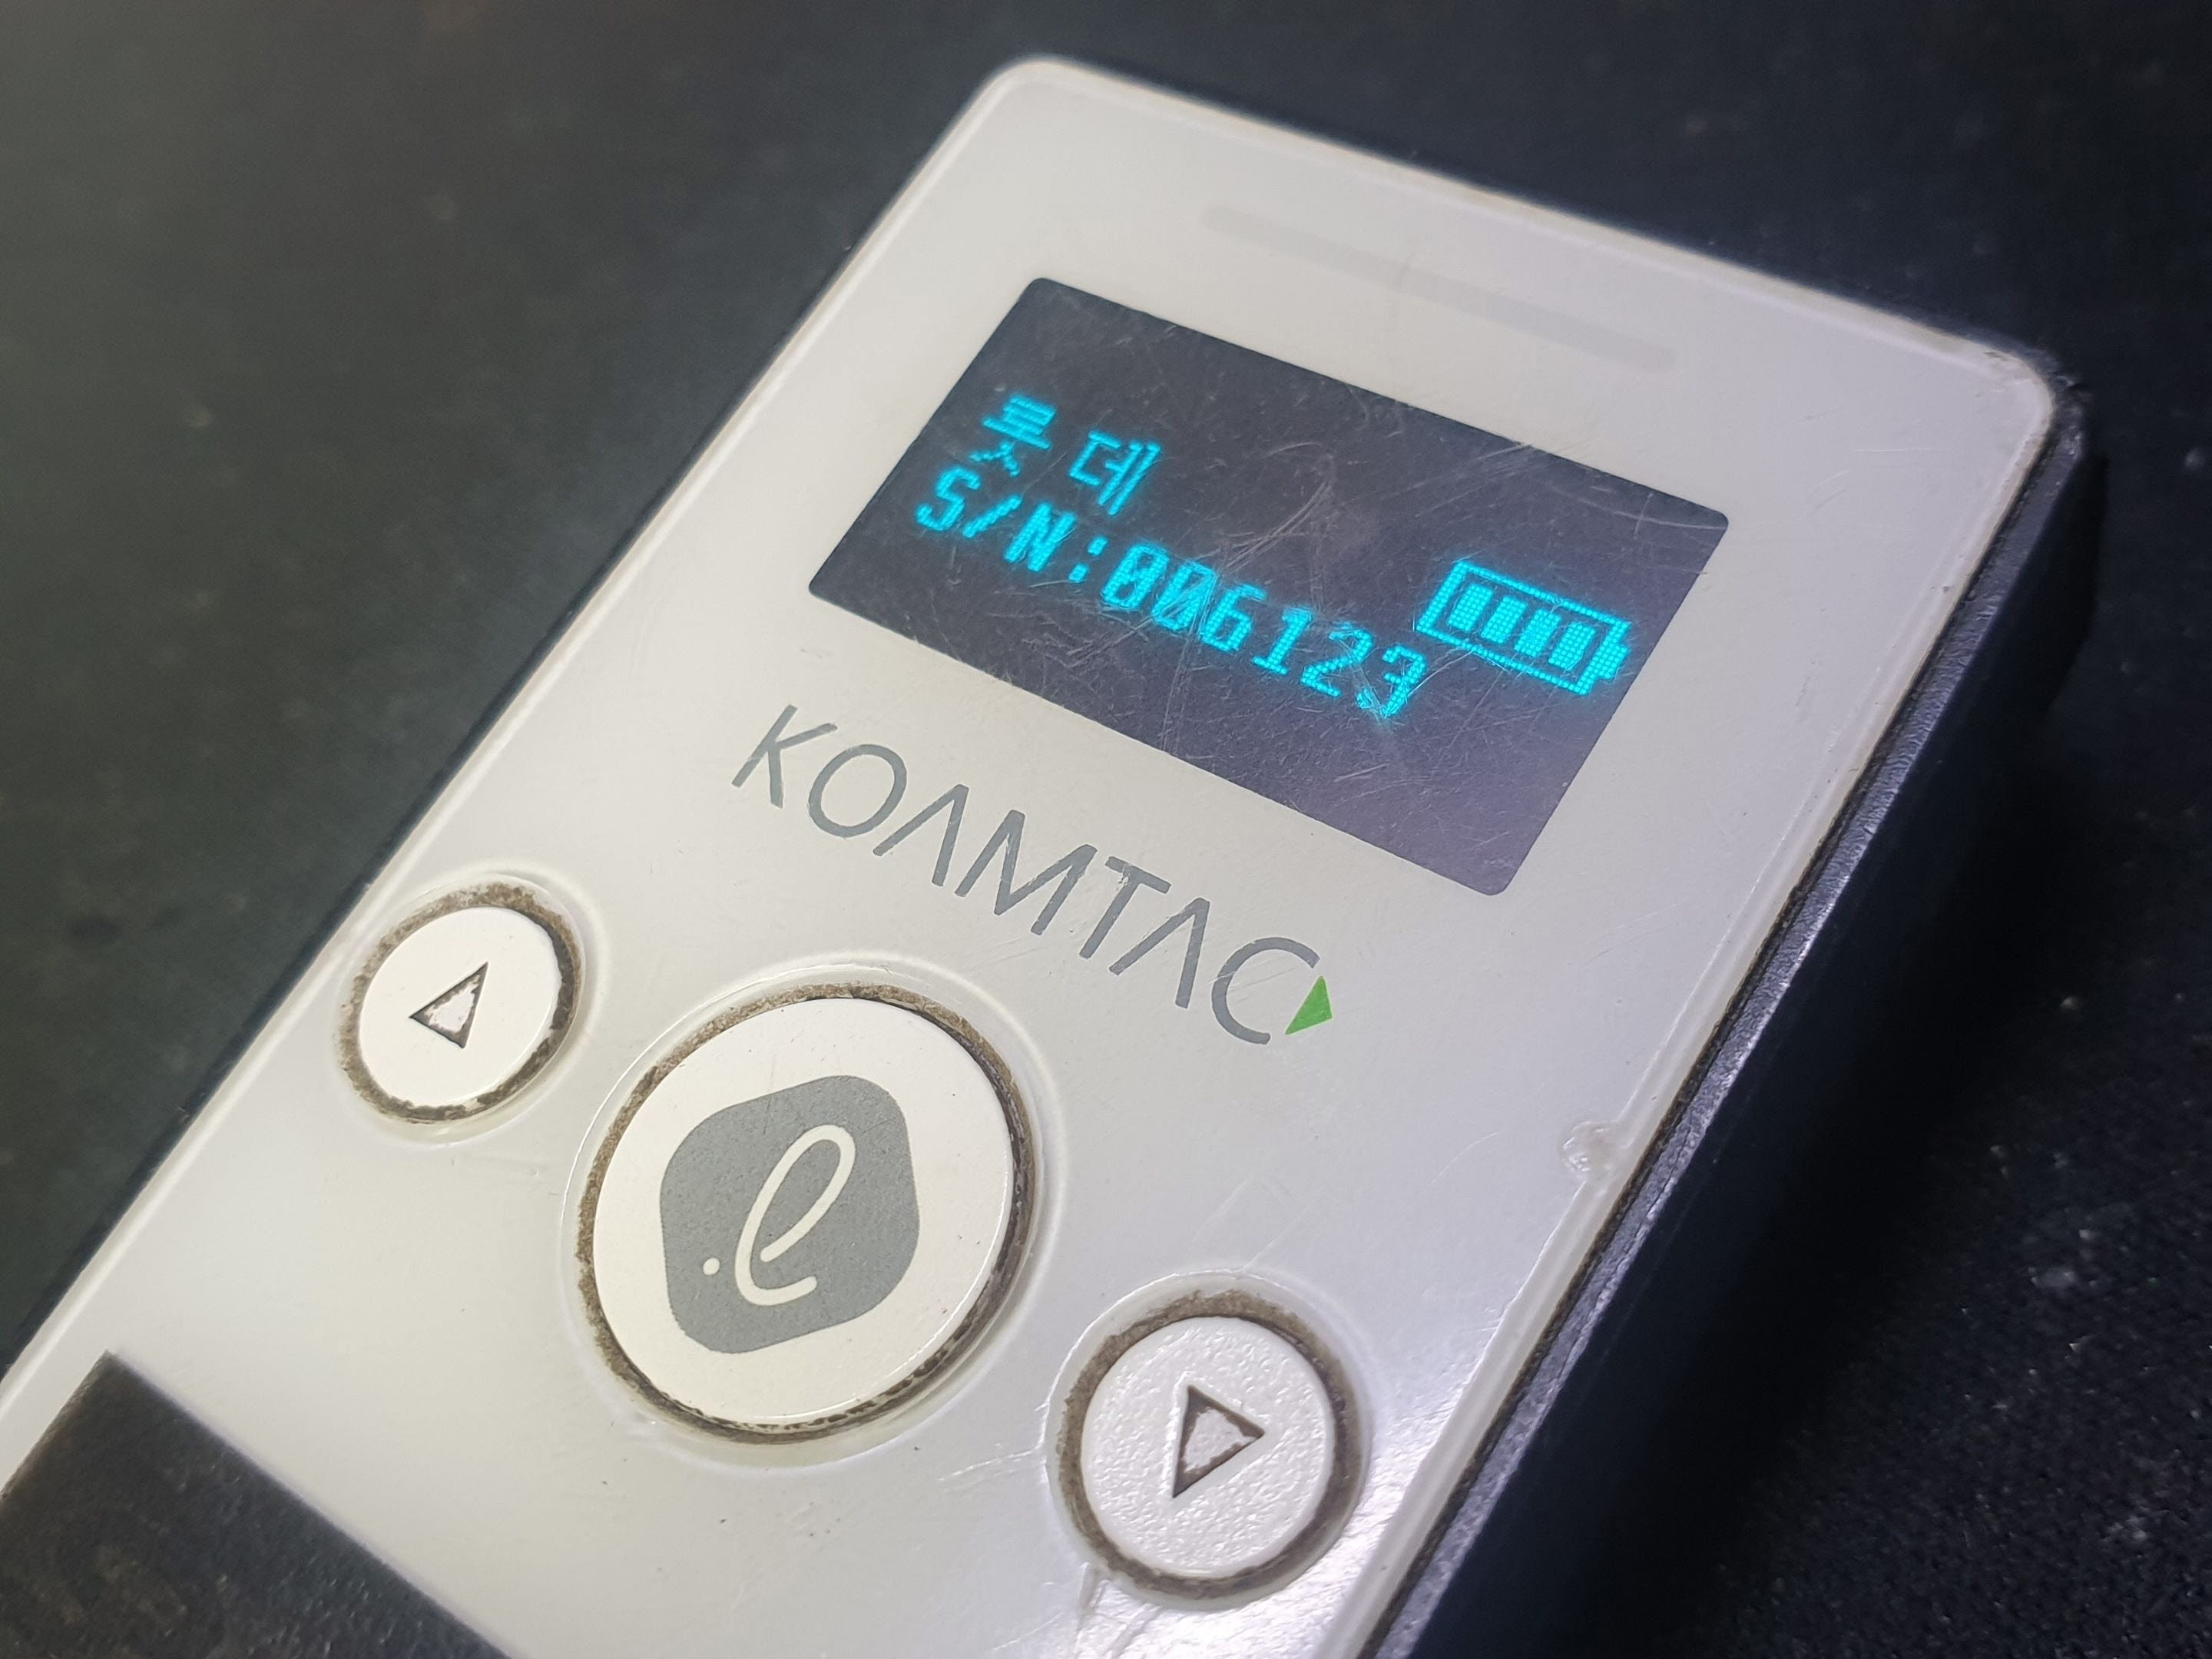 롯데
S/N:006123
KOAMTAC
.e